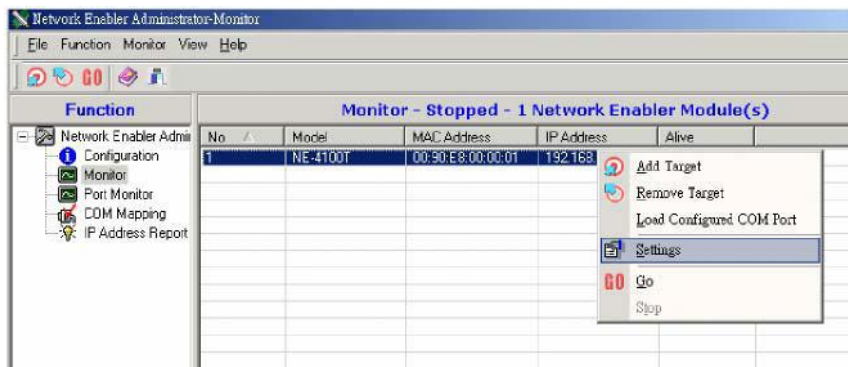 Network Enabler Administrator-Monitor
File Function Monitor View Help
GO
Function
Monitor - Stopped - 1 Network Enabler Module(s)
Network Enabler Admi
Configuration
Monitor
Port Monitor
COM Mapping
IP Address Report
No Model MAC Address IP Address Alive
1 NE-4100T 00:90:E8:00:00:01 192.168.
Add Target
Remove Target
Load Configured COM Port
Settings
GO Go
Stop